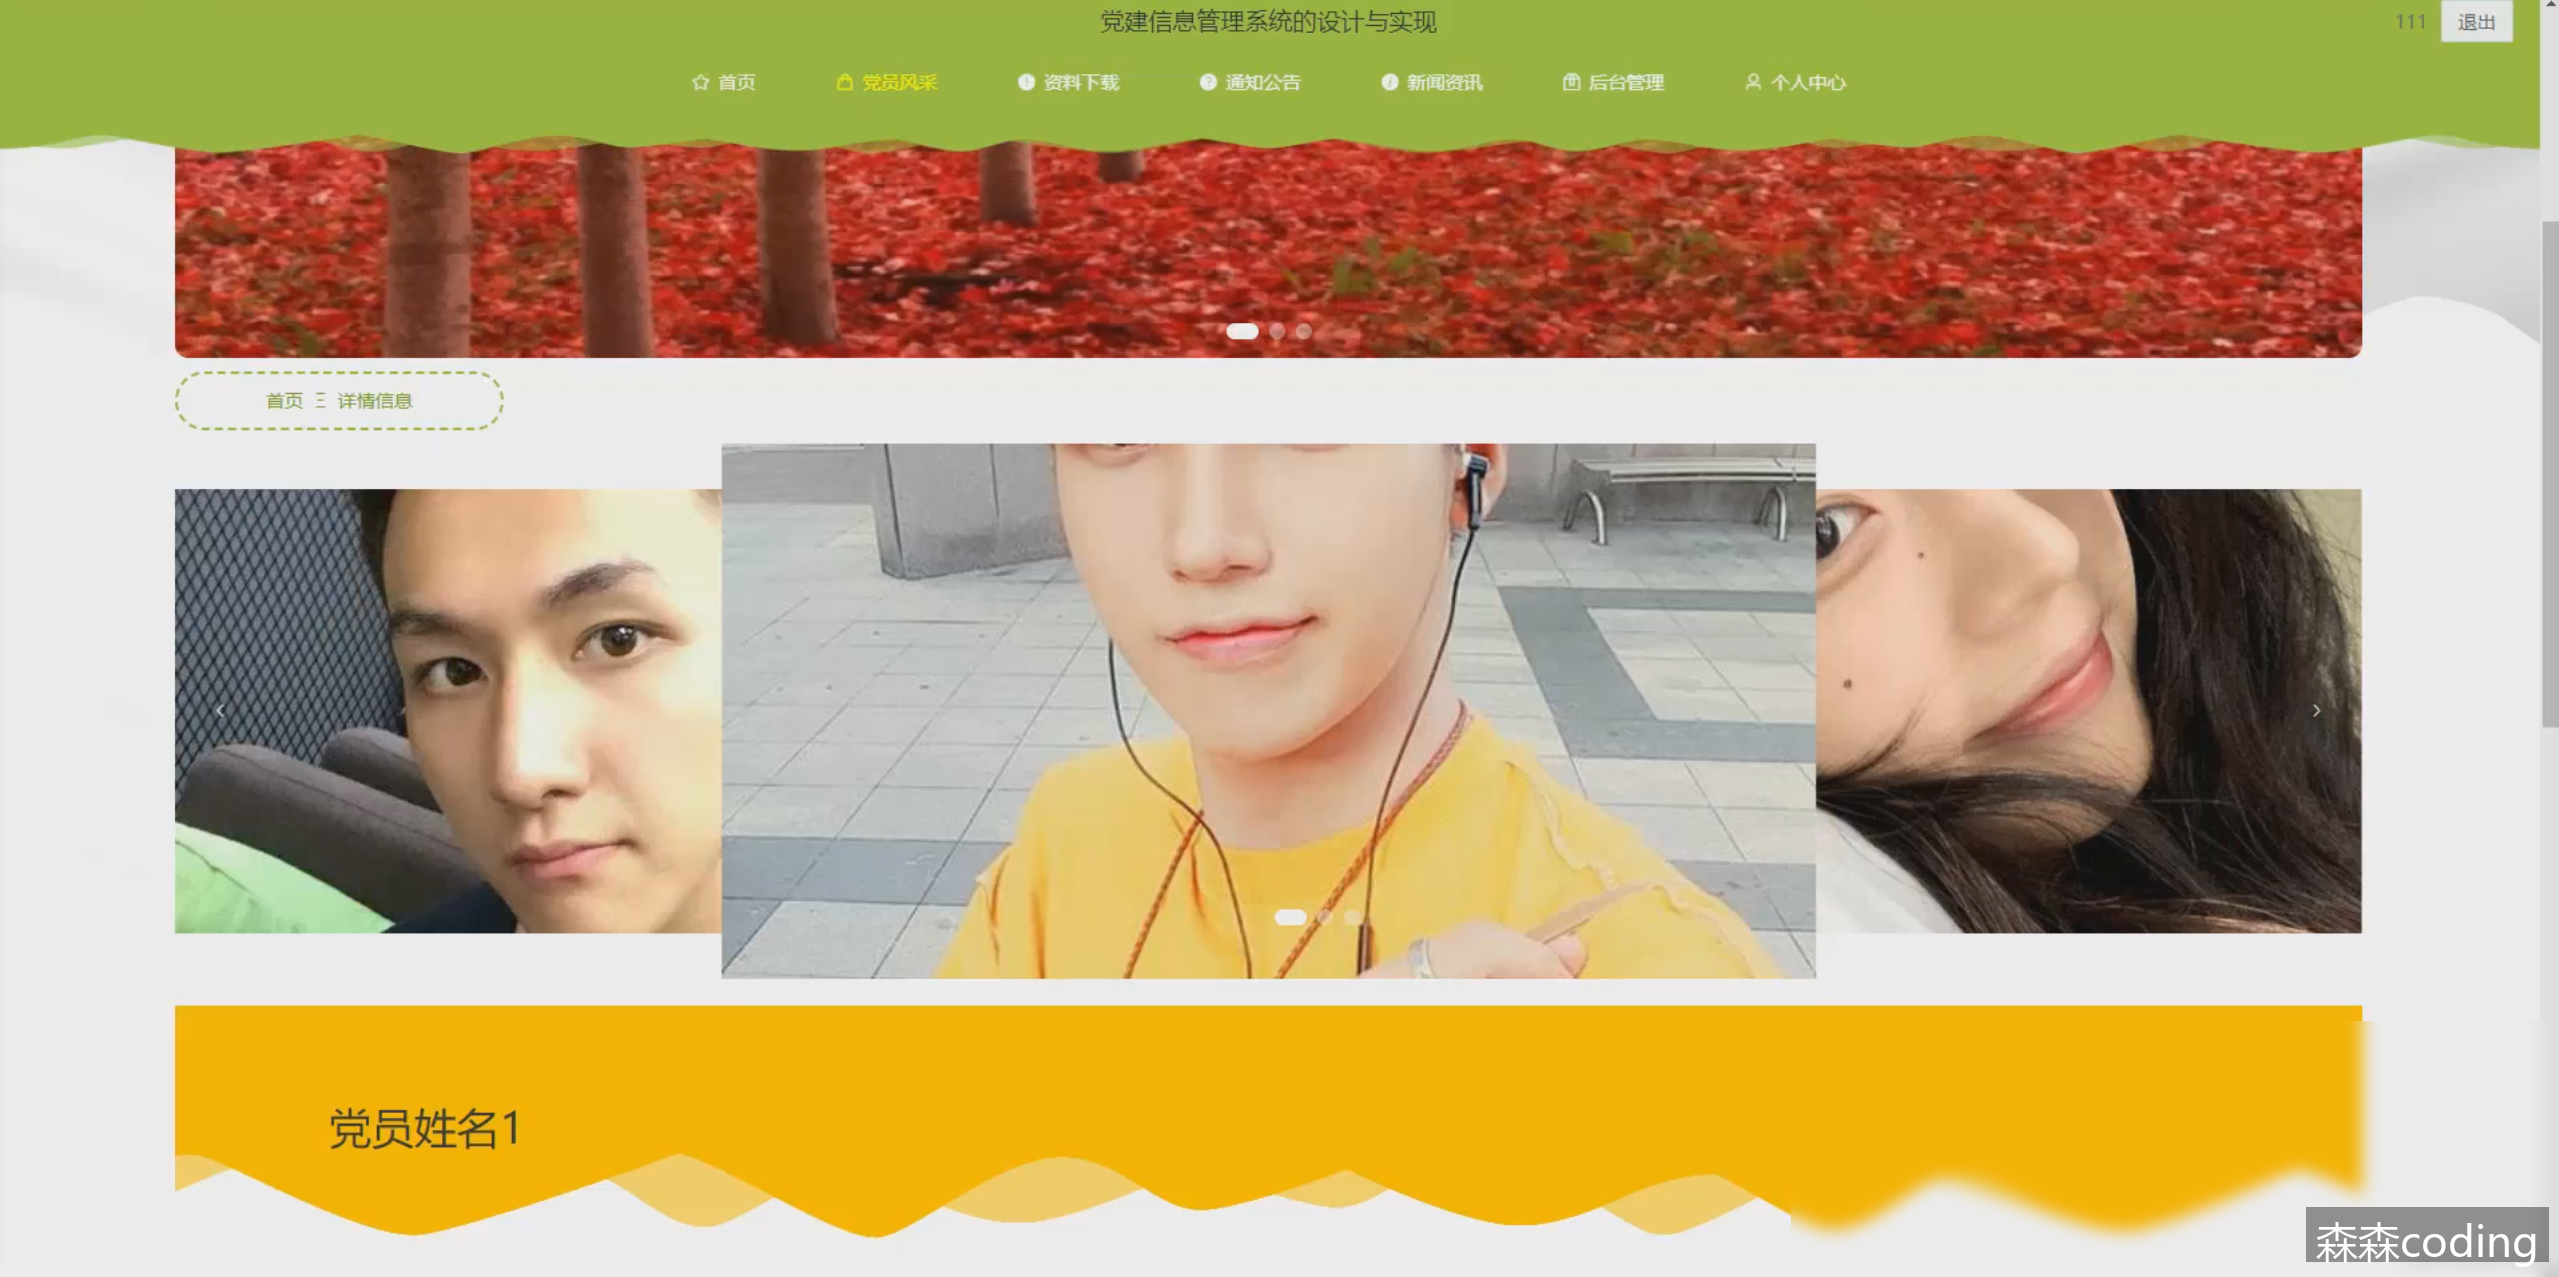 党建信息管理系统的设计与实现
111 退出
首页 党员风采 资料下载 通知公告 新闻资讯 后台管理 个人中心
首页 Ξ 详情信息
党员姓名1
森森coding